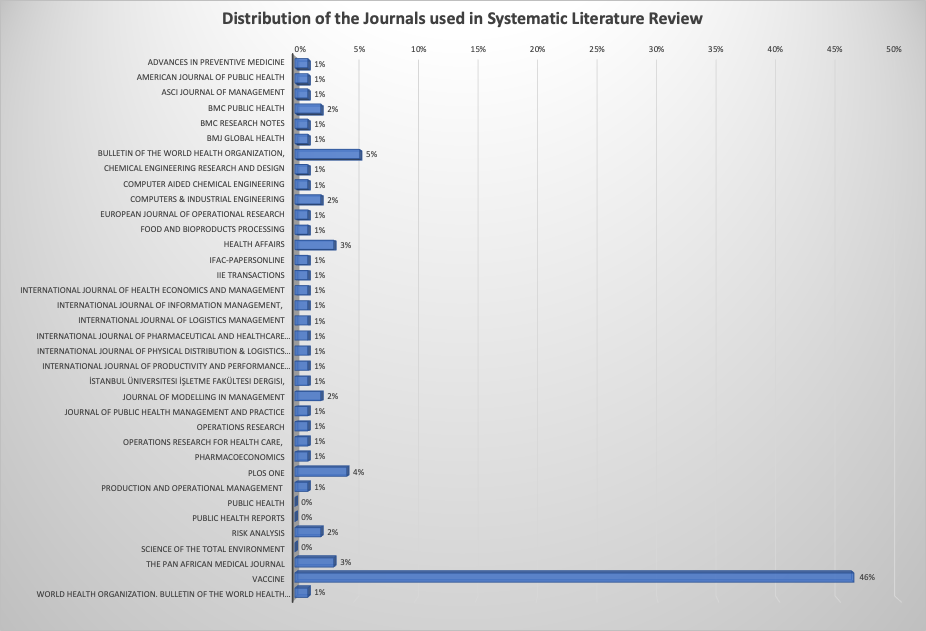 Distribution of the Journals used in Systematic Literature Review
0% 5% 10% 15% 20% 25% 30% 35% 40% 45% 50%
ADVANCES IN PREVENTIVE MEDICINE 1%
AMERICAN JOURNAL OF PUBLIC HEALTH 1%
ASCI JOURNAL OF MANAGEMENT 1%
BMC PUBLIC HEALTH 2%
BMC RESEARCH NOTES 1%
BMJ GLOBAL HEALTH 1%
BULLETIN OF THE WORLD HEALTH ORGANIZATION, 5%
CHEMICAL ENGINEERING RESEARCH AND DESIGN 1%
COMPUTER AIDED CHEMICAL ENGINEERING 1%
COMPUTERS & INDUSTRIAL ENGINEERING 2%
EUROPEAN JOURNAL OF OPERATIONAL RESEARCH 1%
FOOD AND BIOPRODUCTS PROCESSING 1%
HEALTH AFFAIRS 3%
IFAC-PAPERSONLINE 1%
IIE TRANSACTIONS 1%
INTERNATIONAL JOURNAL OF HEALTH ECONOMICS AND MANAGEMENT 1%
INTERNATIONAL JOURNAL OF INFORMATION MANAGEMENT, 1%
INTERNATIONAL JOURNAL OF LOGISTICS MANAGEMENT 1%
INTERNATIONAL JOURNAL OF PHARMACEUTICAL AND HEALTHCARE… 1%
INTERNATIONAL JOURNAL OF PHYSICAL DISTRIBUTION & LOGISTICS… 1%
INTERNATIONAL JOURNAL OF PRODUCTIVITY AND PERFORMANCE… 1%
İSTANBUL ÜNIVERSITESI İŞLETME FAKÜLTESI DERGISI, 1%
JOURNAL OF MODELLING IN MANAGEMENT 2%
JOURNAL OF PUBLIC HEALTH MANAGEMENT AND PRACTICE 1%
OPERATIONS RESEARCH 1%
OPERATIONS RESEARCH FOR HEALTH CARE, 1%
PHARMACOECONOMICS 1%
PLOS ONE 4%
PRODUCTION AND OPERATIONAL MANAGEMENT 1%
PUBLIC HEALTH 0%
PUBLIC HEALTH REPORTS 0%
RISK ANALYSIS 2%
SCIENCE OF THE TOTAL ENVIRONMENT 0%
THE PAN AFRICAN MEDICAL JOURNAL 3%
VACCINE 46%
WORLD HEALTH ORGANIZATION. BULLETIN OF THE WORLD HEALTH… 1%